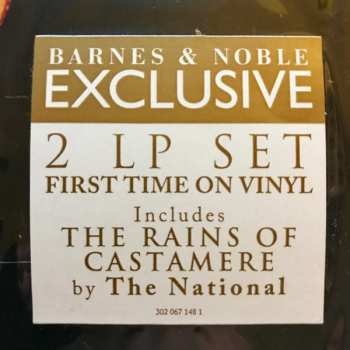 BARNES & NOBLE
EXCLUSIVE
2 LP SET
FIRST TIME ON VINYL
Includes
THE RAINS OF
CASTAMERE
by The National
302 067 148 1